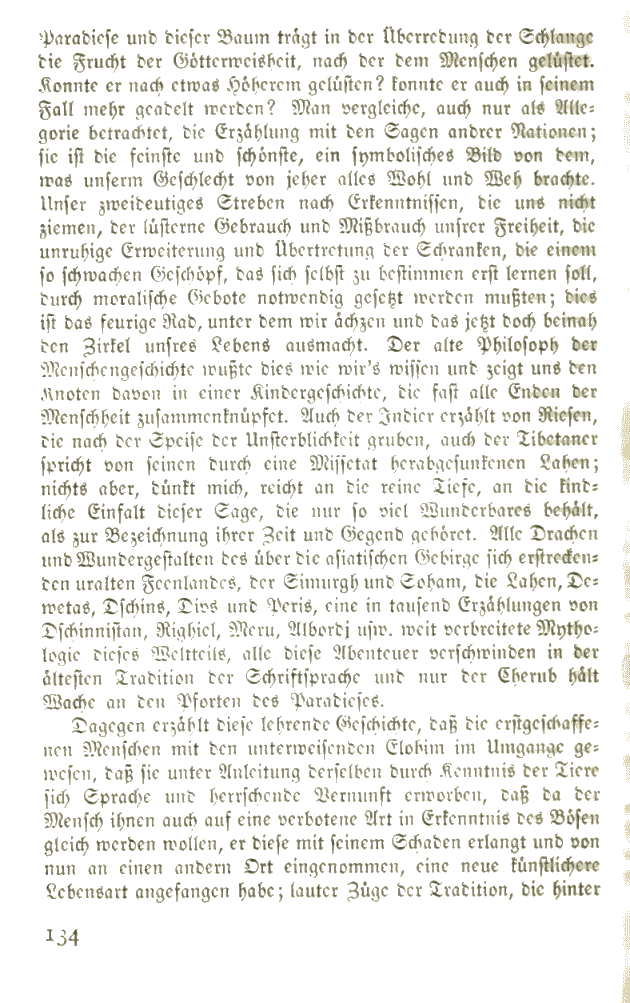 Paradiese und dieser Baum trägt in der Überredung der Schlange
die Frucht der Götterweisheit, nach der dem Menschen gelüstet.
Konnte er nach etwas Höherem gelüsten? konnte er auch in seinem
Fall mehr geadelt werden? Man vergleiche, auch nur als Alle-
gorie betrachtet, die Erzählung mit den Sagen andrer Nationen;
sie ist die feinste und schönste, ein symbolisches Bild von dem,
was unserm Geschlecht von jeher alles Wohl und Weh brachte.
Unser zweideutiges Streben nach Erkenntnissen, die uns nicht
ziemen, der lüsterne Gebrauch und Mißbrauch unsrer Freiheit, die
unruhige Erweiterung und Übertretung der Schranken, die einem
so schwachen Geschöpf, das sich selbst zu bestimmen erst lernen soll,
durch moralische Gebote notwendig gesetzt werden mußten; dies
ist das feurige Rad, unter dem wir ächzen und das jetzt doch beinah
den Zirkel unsres Lebens ausmacht. Der alte Philosoph der
Menschengeschichte wußte dies wie wir's wissen und zeigt uns den
Knoten davon in einer Kindergeschichte, die fast alle Enden der
Menschheit zusammenknüpfet. Auch der Indier erzählt von Riesen,
die nach der Speise der Unsterblichkeit gruben, auch der Tibetaner
spricht von seinen durch eine Missetat herabgesunkenen Lahen;
nichts aber, dünkt mich, reicht an die reine Tiefe, an die kind-
liche Einfalt dieser Sage, die nur so viel Wunderbares behält,
als zur Bezeichnung ihrer Zeit und Gegend gehöret. Alle Drachen
und Wundergestalten des über die asiatischen Gebirge sich erstrecken-
den uralten Feenlandes, der Simurgh und Soham, die Lahen, De-
wetas, Dschins, Divs und Peris, eine in tausend Erzählungen von
Dschinnistan, Righiel, Meru, Albordj usw. weit verbreitete Mytho-
logie dieses Weltteils, alle diese Abenteuer verschwinden in der
ältesten Tradition der Schriftsprache und nur der Cherub hält
Wache an den Pforten des Paradieses.
Dagegen erzählt diese lehrende Geschichte, daß die erstgeschaffe-
nen Menschen mit den unterweisenden Elohim im Umgange ge-
wesen, daß sie unter Anleitung derselben durch Kenntnis der Tiere
sich Sprache und herrschende Vernunft erworben, daß da der
Mensch ihnen auch auf eine verbotene Art in Erkenntnis des Bösen
gleich werden wollen, er diese mit seinem Schaden erlangt und von
nun an einen andern Ort eingenommen, eine neue künstlichere
Lebensart angefangen habe; lauter Züge der Tradition, die hinter
134